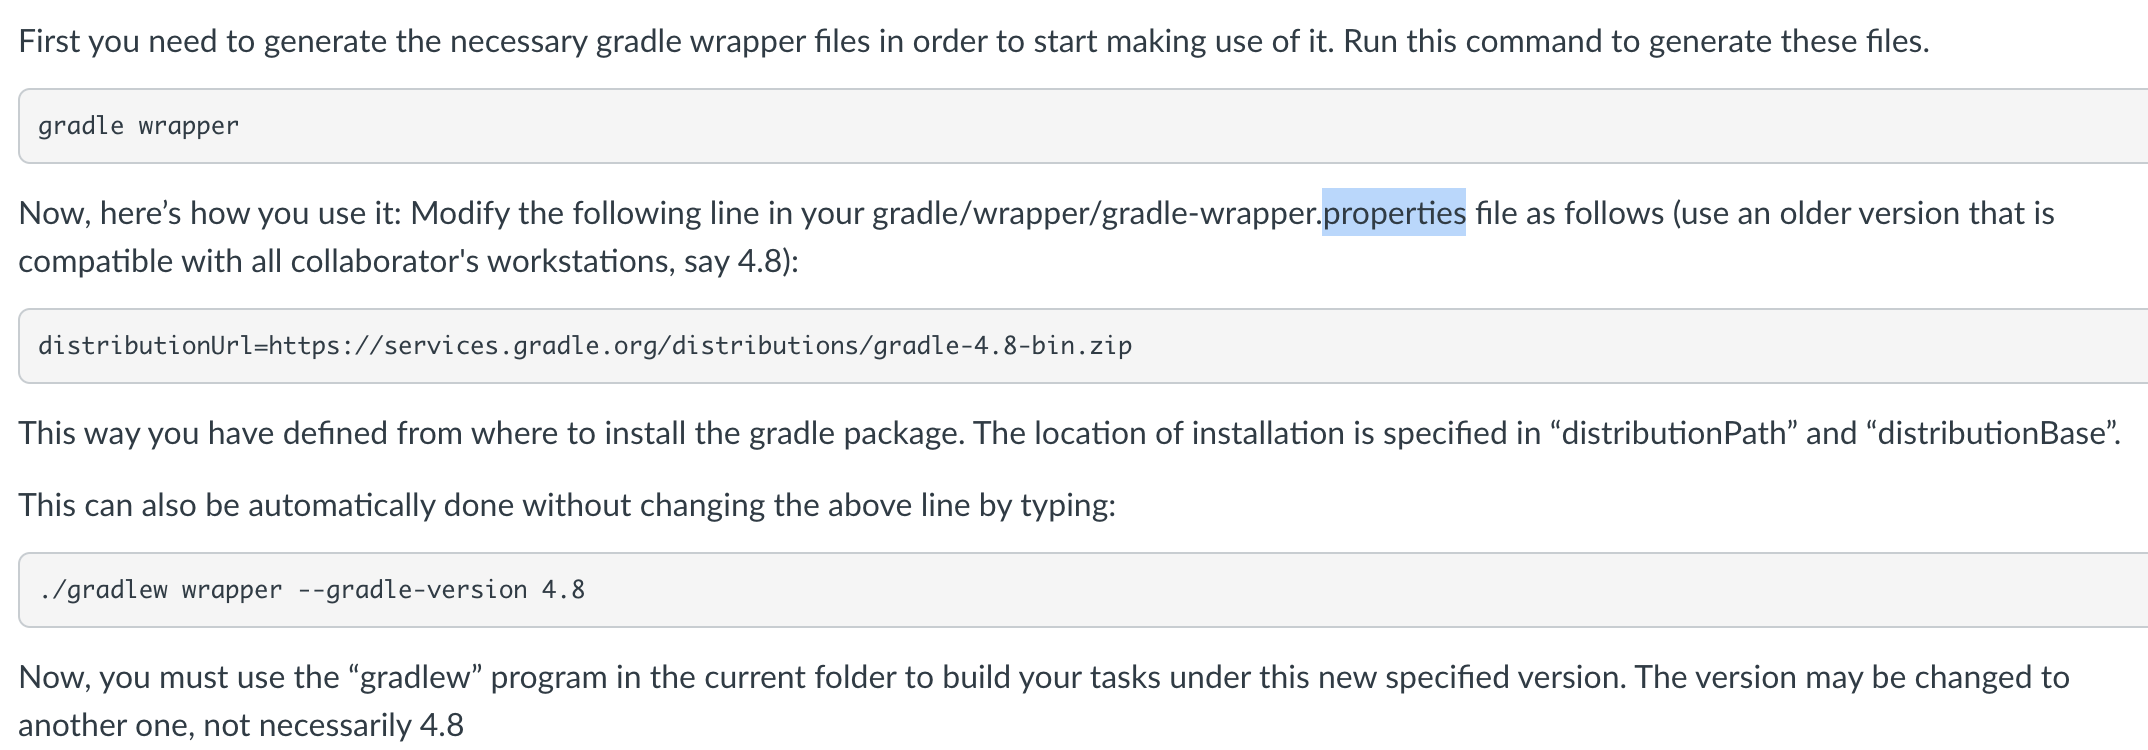 First you need to generate the necessary gradle wrapper files in order to start making use of it. Run this command to generate these files.
gradle wrapper
Now, here’s how you use it: Modify the following line in your gradle/wrapper/gradle-wrapper.properties file as follows (use an older version that is
compatible with all collaborator's workstations, say 4.8):
distributionUrl=https://services.gradle.org/distributions/gradle-4.8-bin.zip
This way you have defined from where to install the gradle package. The location of installation is specified in “distributionPath” and “distributionBase”.
This can also be automatically done without changing the above line by typing:
./gradlew wrapper --gradle-version 4.8
Now, you must use the “gradlew” program in the current folder to build your tasks under this new specified version. The version may be changed to
another one, not necessarily 4.8